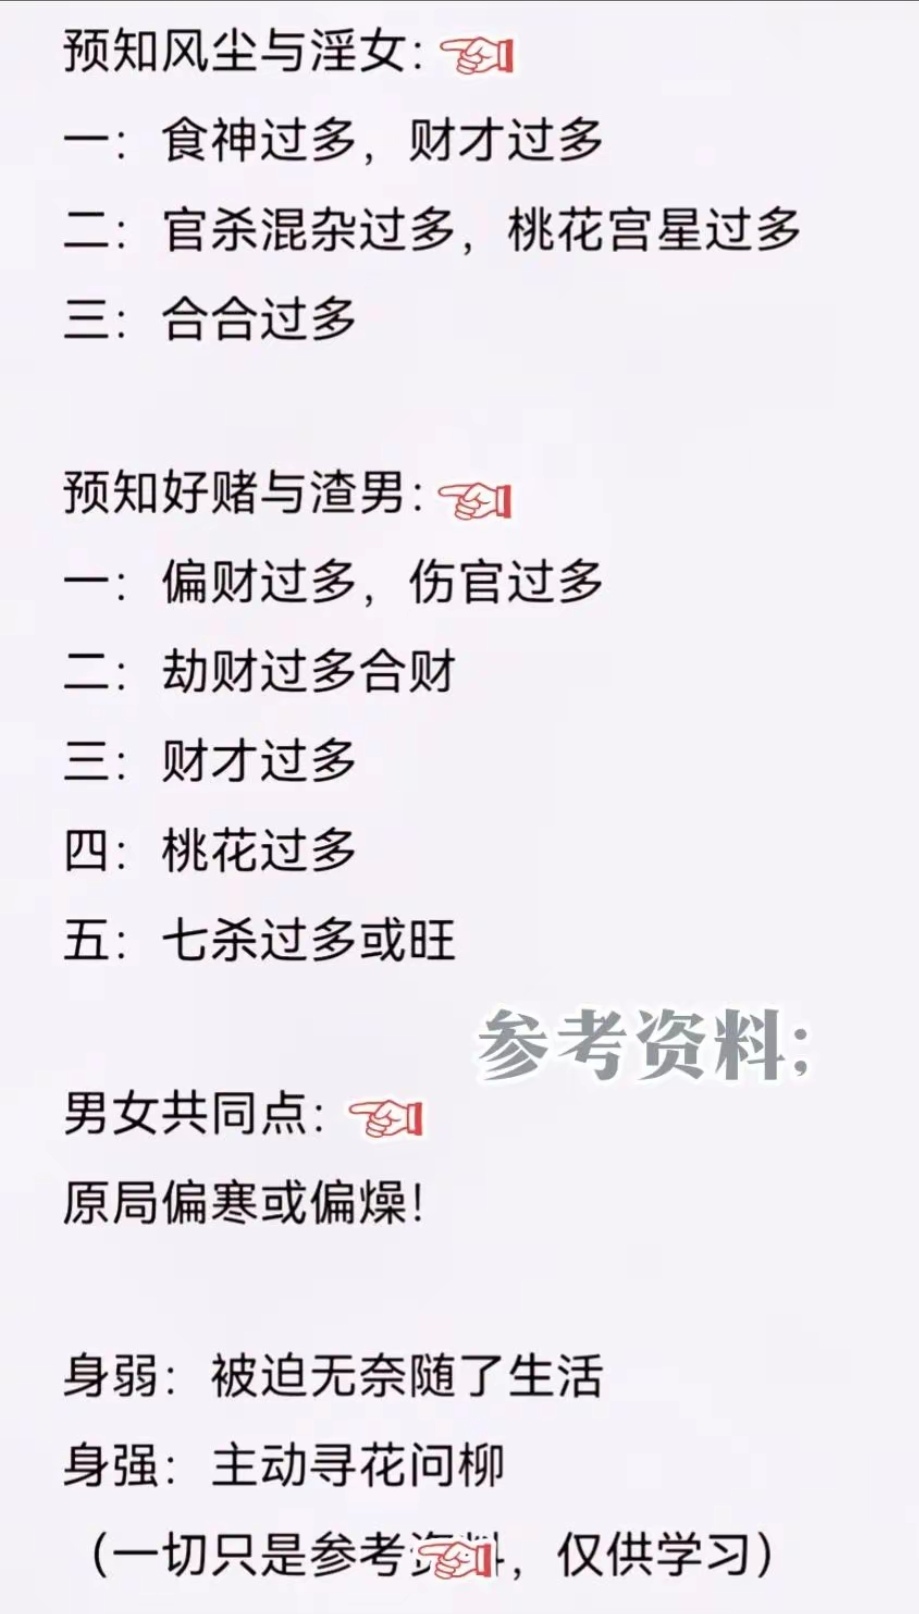 预知风尘与淫女:
一: 食神过多, 财才过多
二: 官杀混杂过多, 桃花宫星过多
三: 合合过多
预知好赌与渣男:
一: 偏财过多, 伤官过多
二: 劫财过多合财
三: 财才过多
四: 桃花过多
五: 七杀过多或旺
参考资料;
男女共同点:
原局偏寒或偏燥!
身弱: 被迫无奈随了生活
身强: 主动寻花问柳
(一切只是参考资料, 仅供学习)